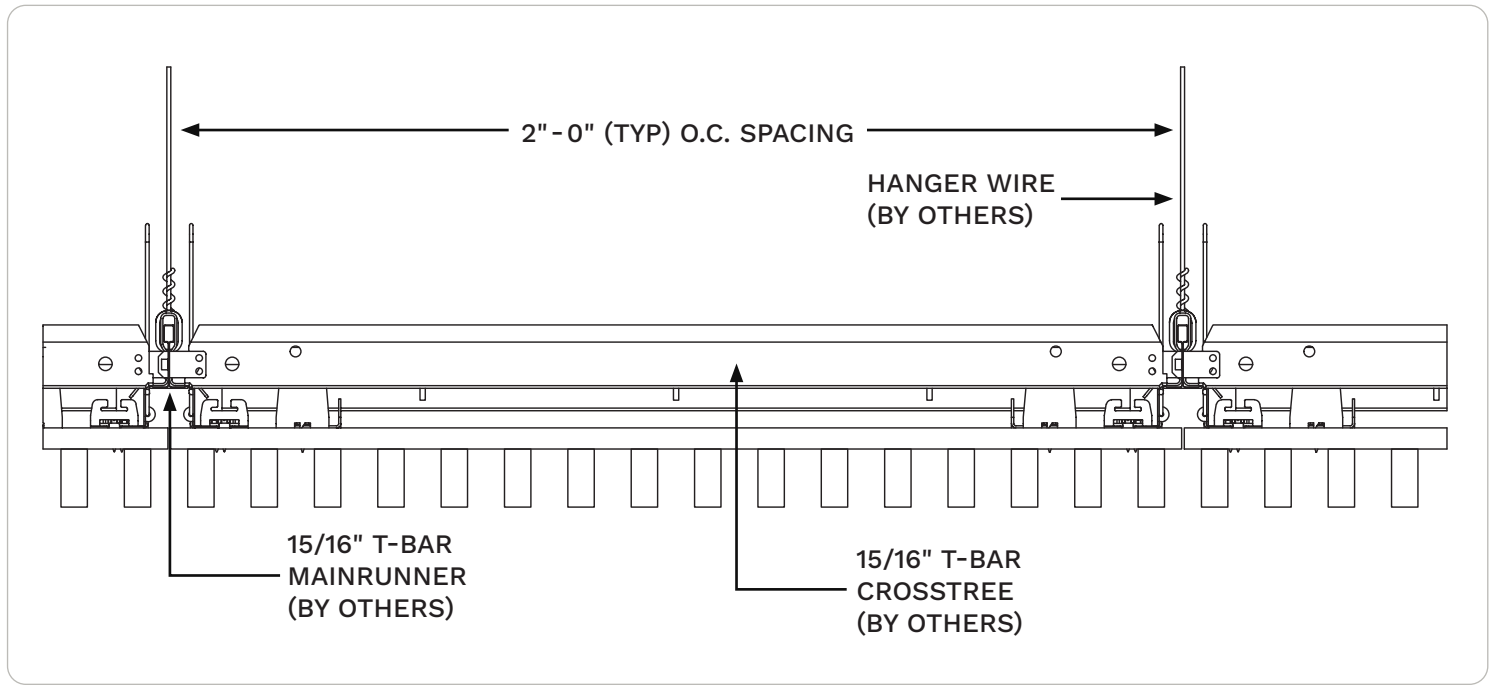 2"-0" (TYP) O.C. SPACING
HANGER WIRE
(BY OTHERS)
15/16" T-BAR
MAINRUNNER
(BY OTHERS)
15/16" T-BAR
CROSSTREE
(BY OTHERS)